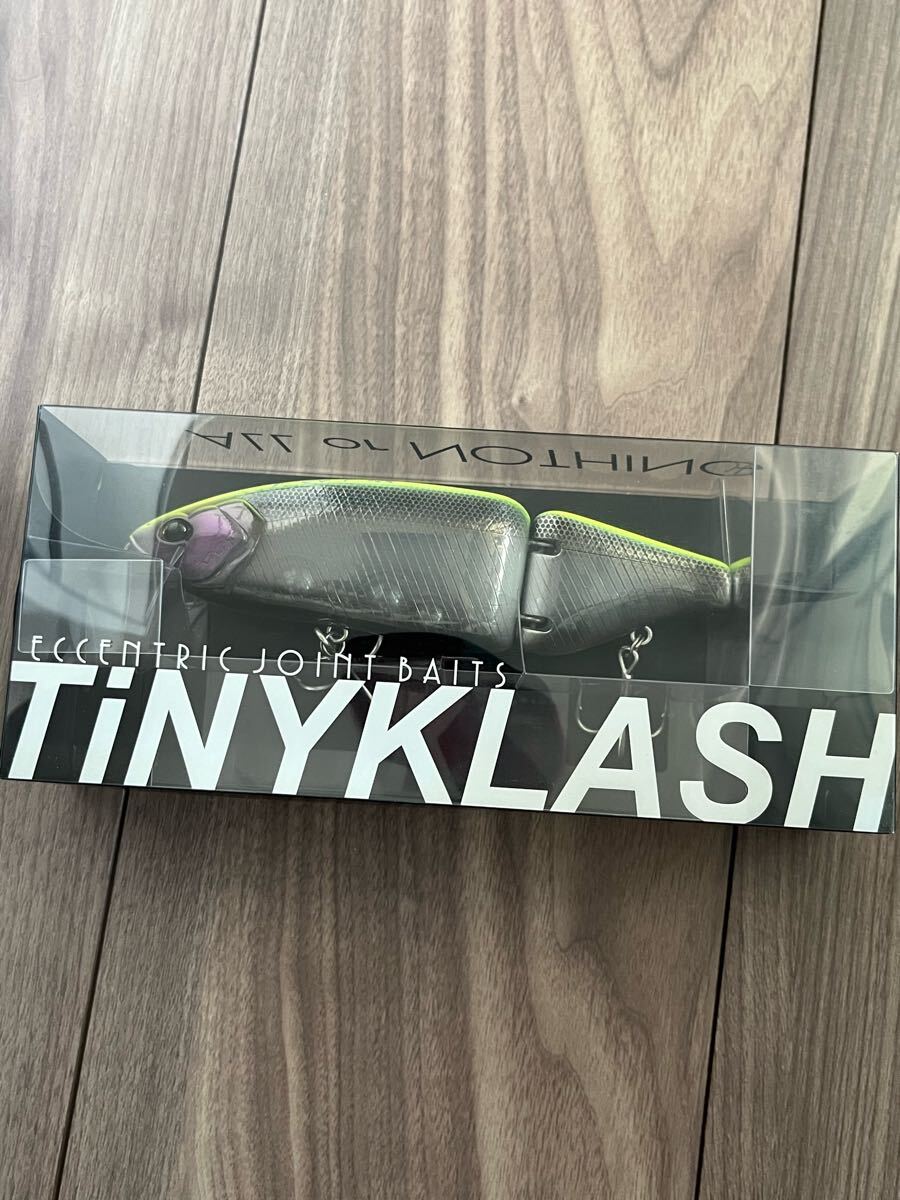 ALL or NOTHING
ECCENTRIC JOINT BAITS
TiNYKLASH